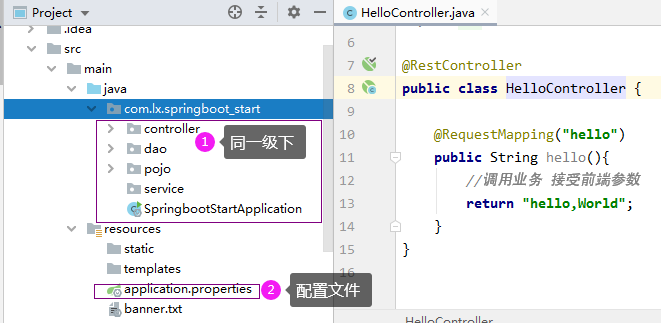 Project
HelloController.java
.idea
src
main
java
com.lx.springboot_start
controller
1 同一级下
dao
pojo
service
SpringbootStartApplication
resources
static
templates
application.properties
2 配置文件
banner.txt
6
7 @RestController
8 public class HelloController {
9
10 @RequestMapping("hello")
11 public String hello(){
12 //调用业务 接受前端参数
13 return "hello,World";
14 }
15 }
16
HelloController